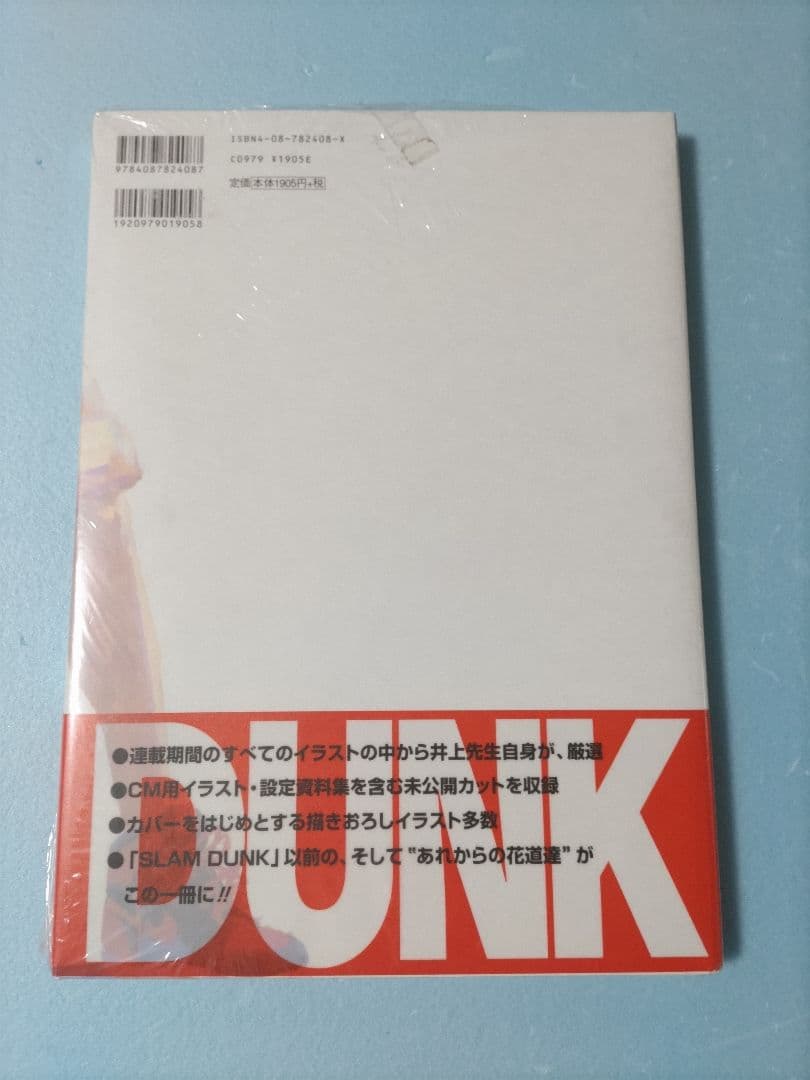 ISBN4-08-782408-X
9784087824087
C0979 ¥1905E
定価 本体1905円+税
1920979019058
DUNK
●連載期間のすべてのイラストの中から井上先生自身が、厳選
●CM用イラスト・設定資料集を含む未公開カットを収録
●カバーをはじめとする描きおろしイラスト多数
●「SLAM DUNK」以前の、そして“あれからの花道達”が
この一冊に!!